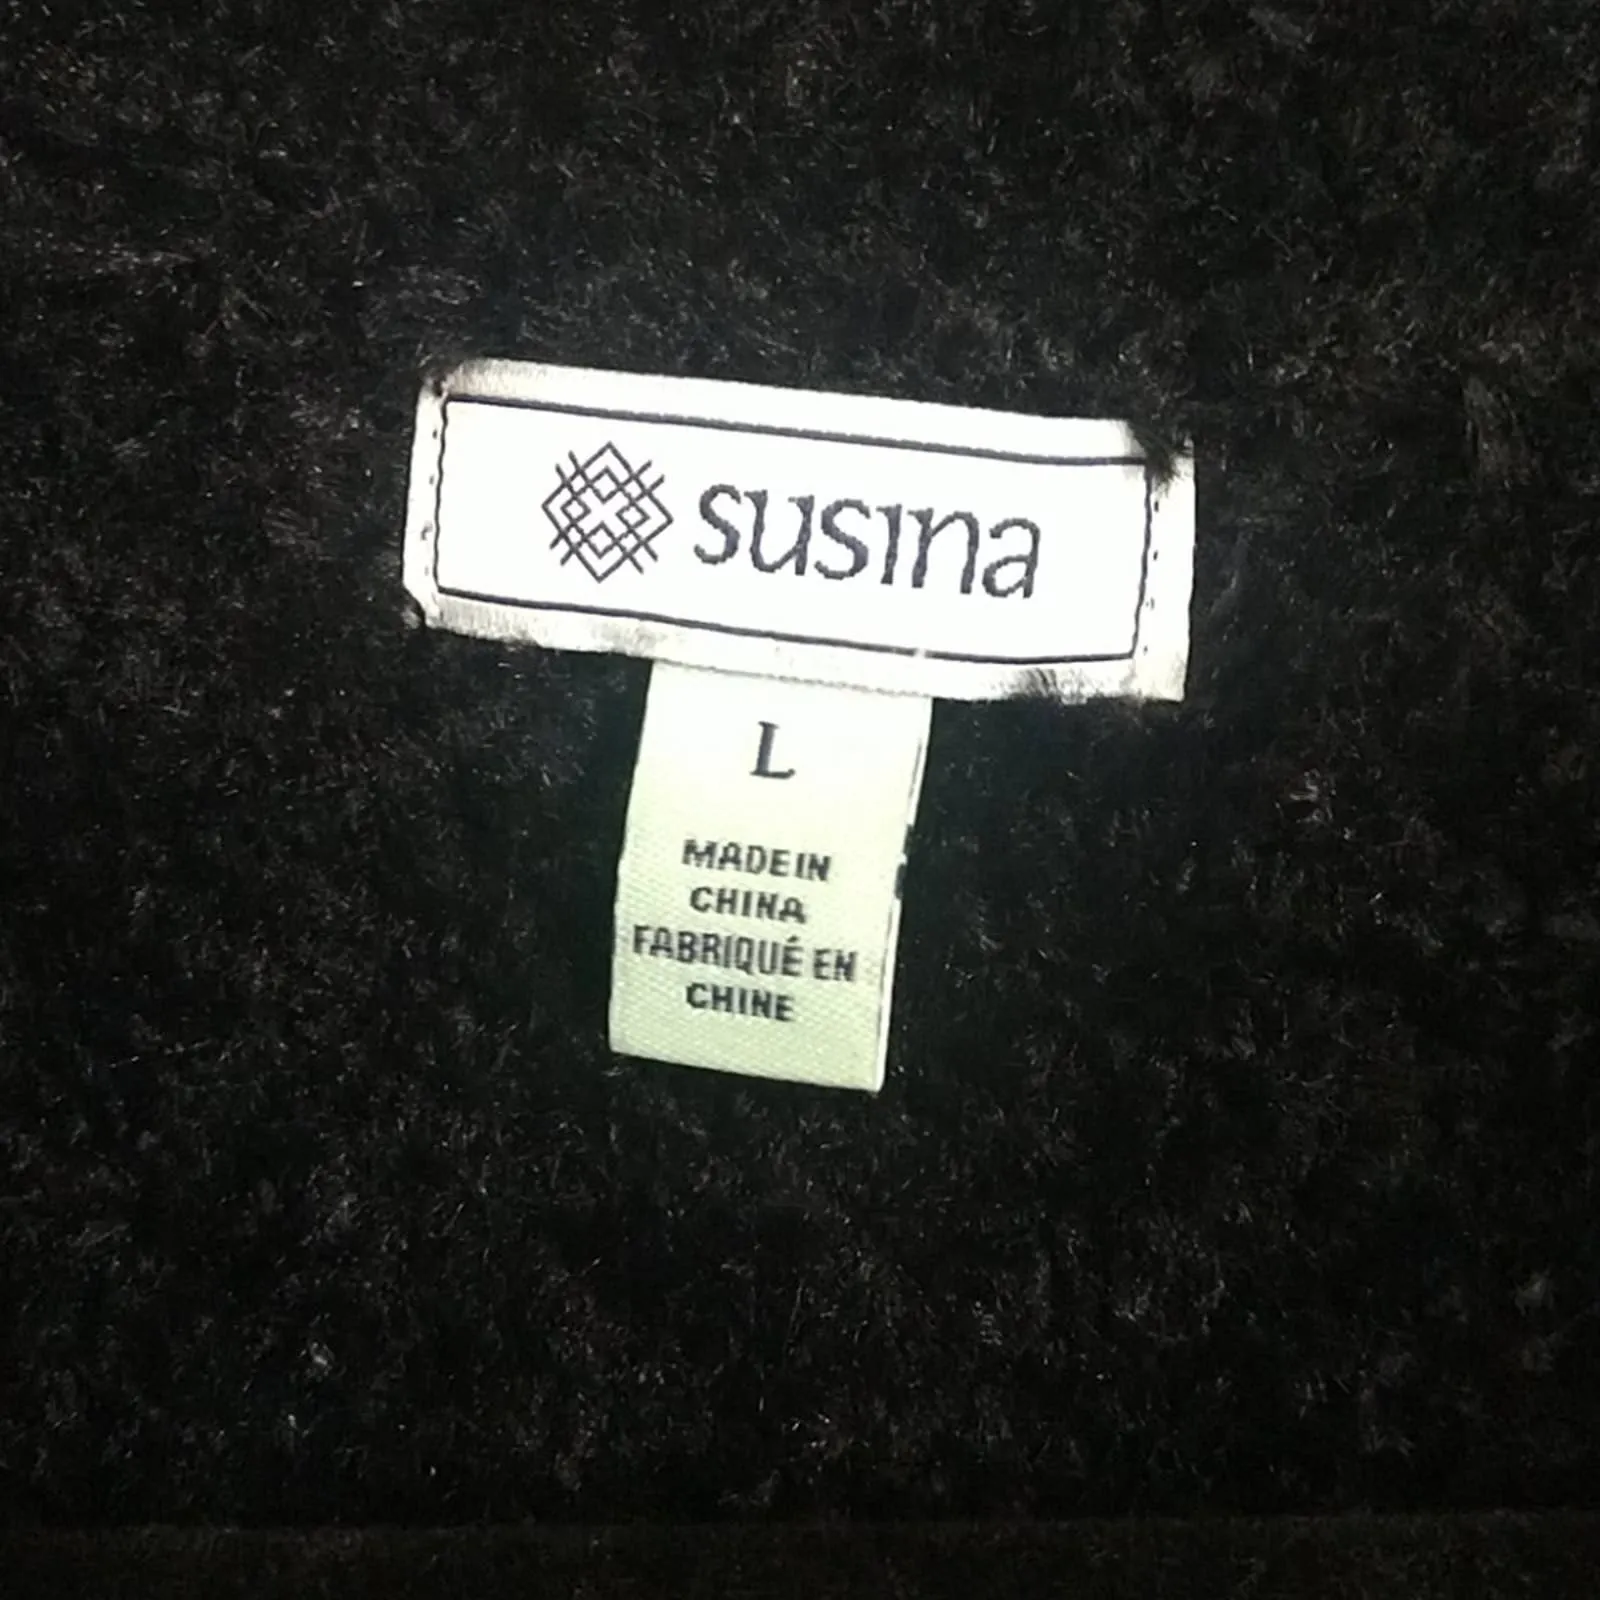 susina
L
MADE IN
CHINA
FABRIQUÉ EN
CHINE